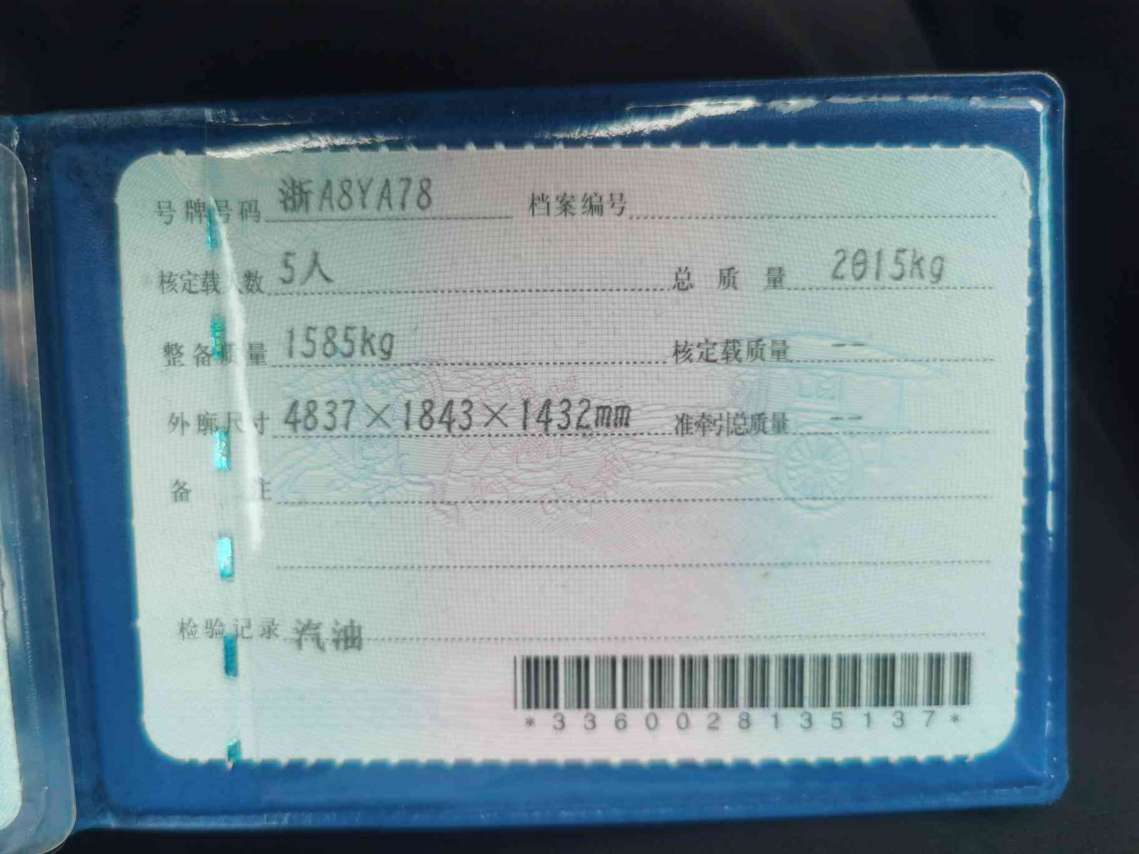 号牌号码 浙A8YA78 档案编号
核定载人数 5人 总质量 2015kg
整备质量 1585kg 核定载质量 --
外廓尺寸 4837×1843×1432mm 准牵引总质量 --
备注
检验记录 汽油
*3360028135137*